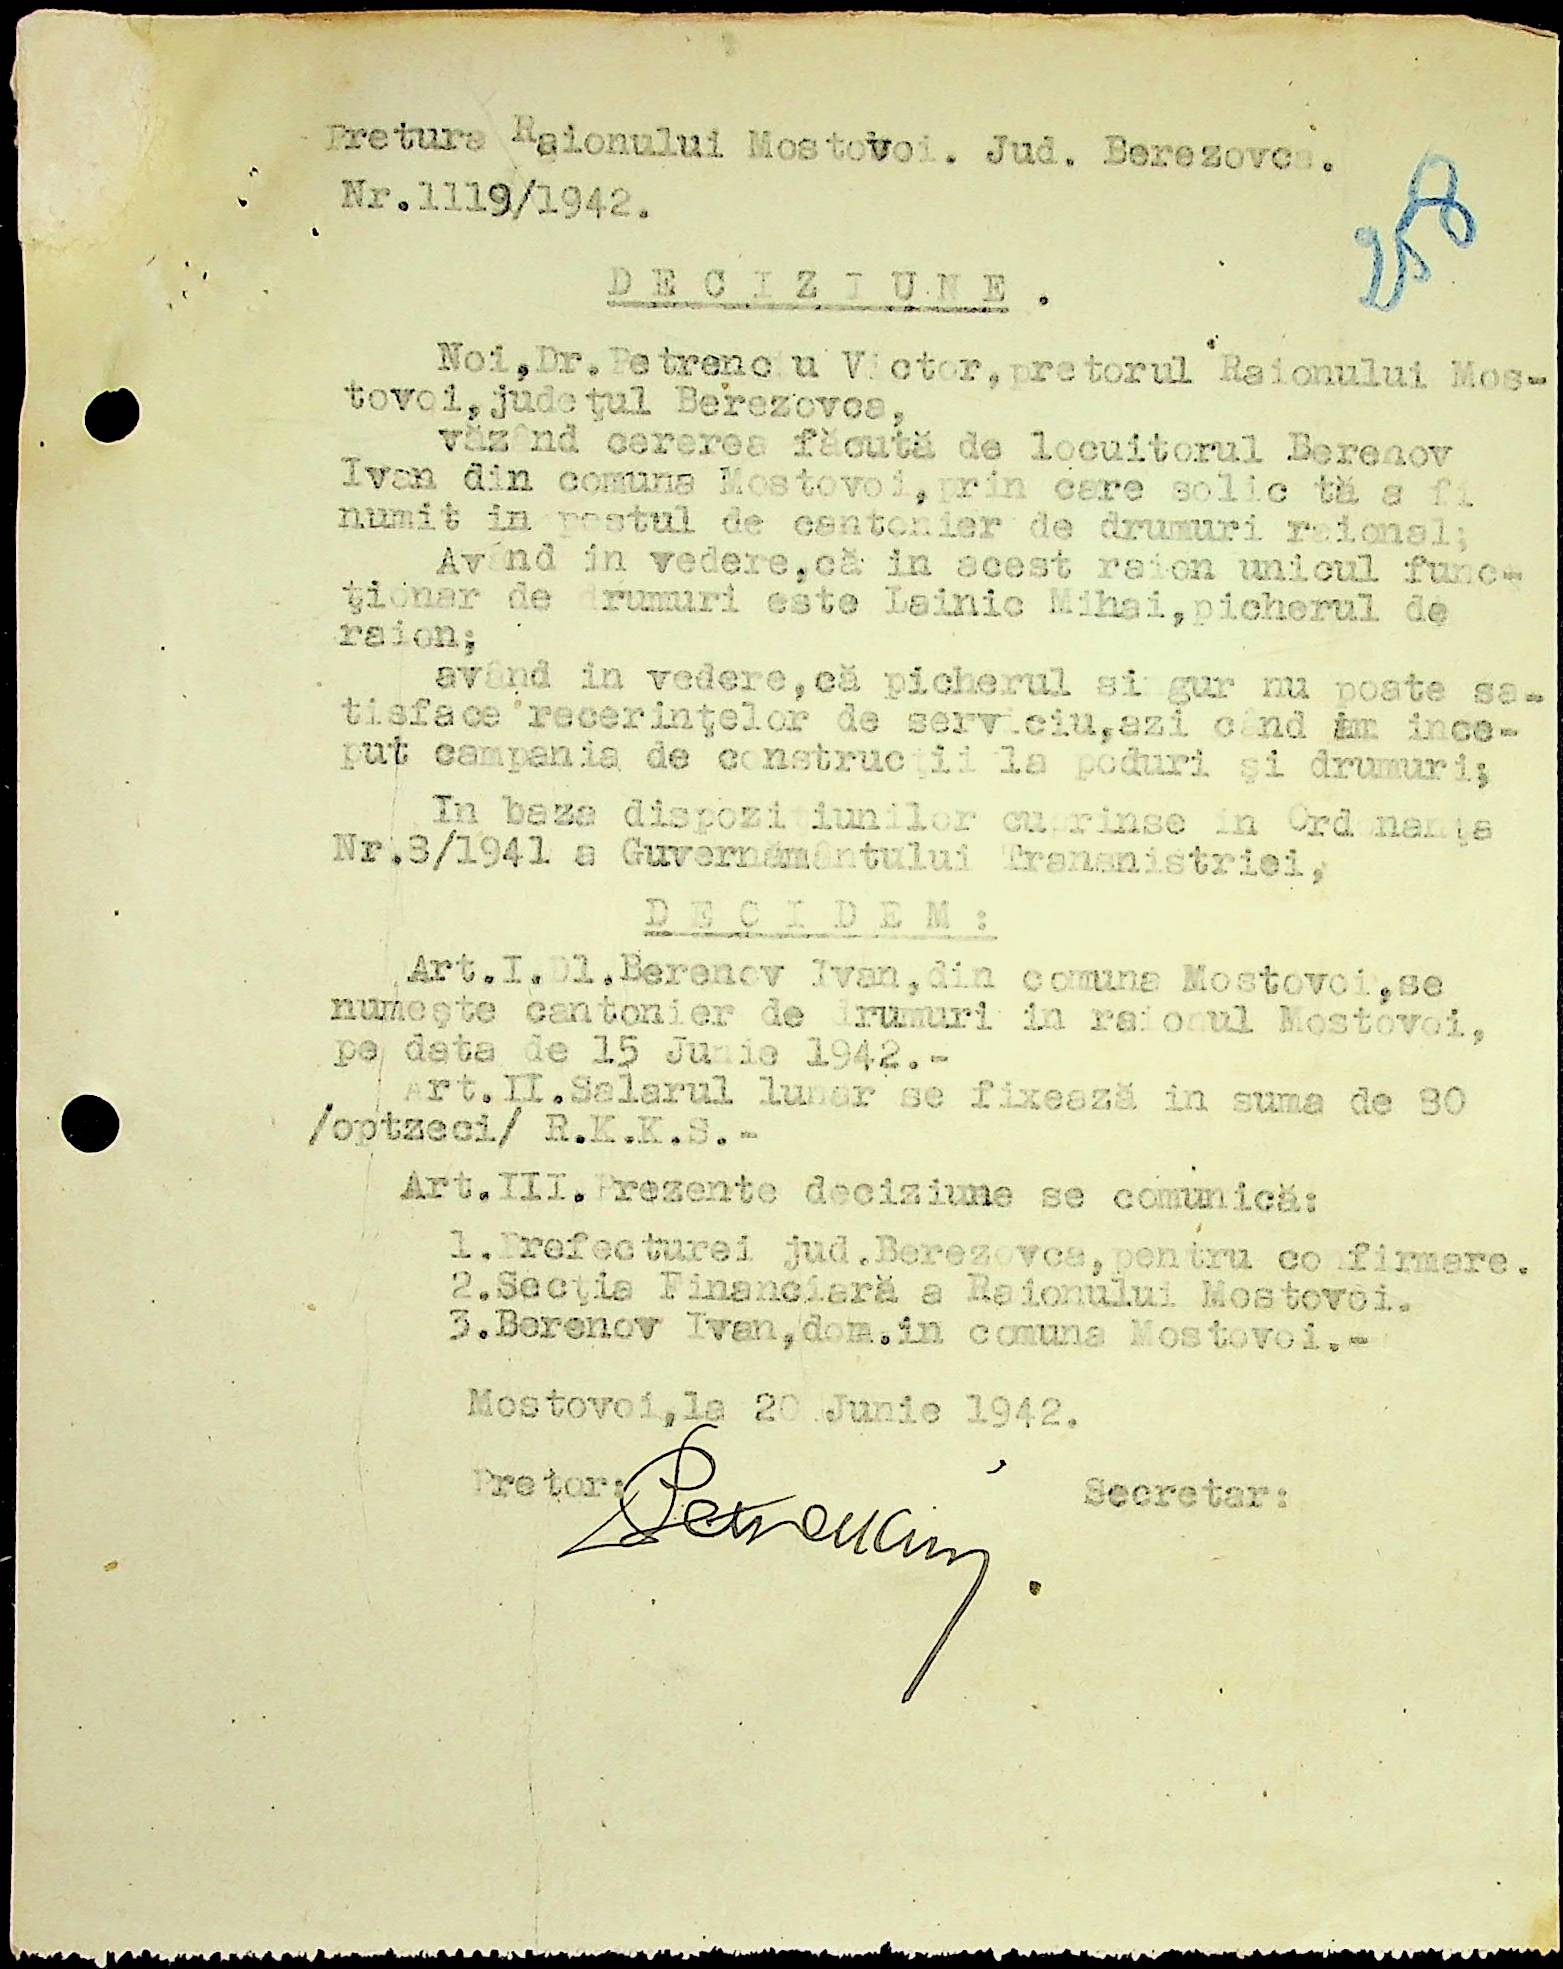 Pretura Raionului Mostovoi. Jud. Berezovca.
Nr.1119/1942.
258
D E C I Z I U N E .
Noi,Dr.Petrenciu Victor,pretorul Raionului Mos-
tovoi,judeţul Berezovca,
văzând cererea făcută de locuitorul Berenov
Ivan din comuna Mostovoi,prin care solicită a fi
numit in postul de cantonier de drumuri raional;
Având in vedere,că in acest raion unicul func-
ţionar de drumuri este Lainic Mihai,picherul de
raion;
având in vedere,că picherul singur nu poate sa-
tisface recerinţelor de serviciu,azi când am ince-
put campania de construcţii la poduri şi drumuri;
In baza dispoziţiunilor cuprinse in Ordonanţa
Nr.8/1941 a Guvernământului Transnistriei,
D E C I D E M :
Art.I.Dl.Berenov Ivan,din comuna Mostovoi,se
numeşte cantonier de drumuri in raionul Mostovoi,
pe data de 15 Junie 1942.-
Art.II.Salarul lunar se fixează in suma de 80
/optzeci/ R.K.K.S.-
Art.III.Prezente deciziune se comunică:
1.Prefecturei jud.Berezovca,pentru confirmare.
2.Secţia Financiară a Raionului Mostovoi.
3.Berenov Ivan,dom.in comuna Mostovoi.-
Mostovoi,la 20 Junie 1942.
Pretor: Petrenciu
Secretar: